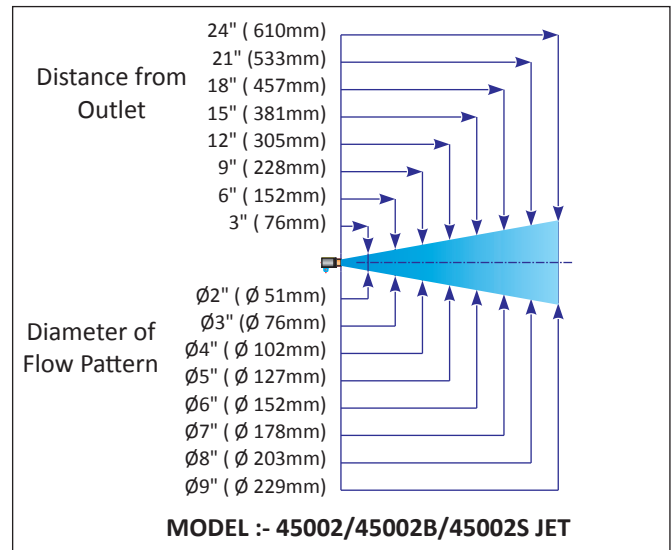 24" ( 610mm)
21" (533mm)
18" ( 457mm)
15" ( 381mm)
12" ( 305mm)
9" ( 228mm)
6" ( 152mm)
3" ( 76mm)
Distance from
Outlet
Ø2" ( Ø 51mm)
Ø3" (Ø 76mm)
Ø4" ( Ø 102mm)
Ø5" ( Ø 127mm)
Ø6" ( Ø 152mm)
Ø7" ( Ø 178mm)
Ø8" ( Ø 203mm)
Ø9" ( Ø 229mm)
Diameter of
Flow Pattern
MODEL :- 45002/45002B/45002S JET